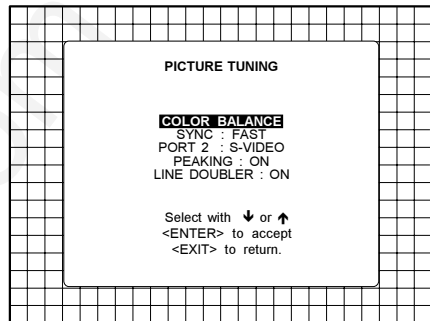 PICTURE TUNING
COLOR BALANCE
SYNC : FAST
PORT 2 : S-VIDEO
PEAKING : ON
LINE DOUBLER : ON
Select with ↓ or ↑
<ENTER> to accept
<EXIT> to return.